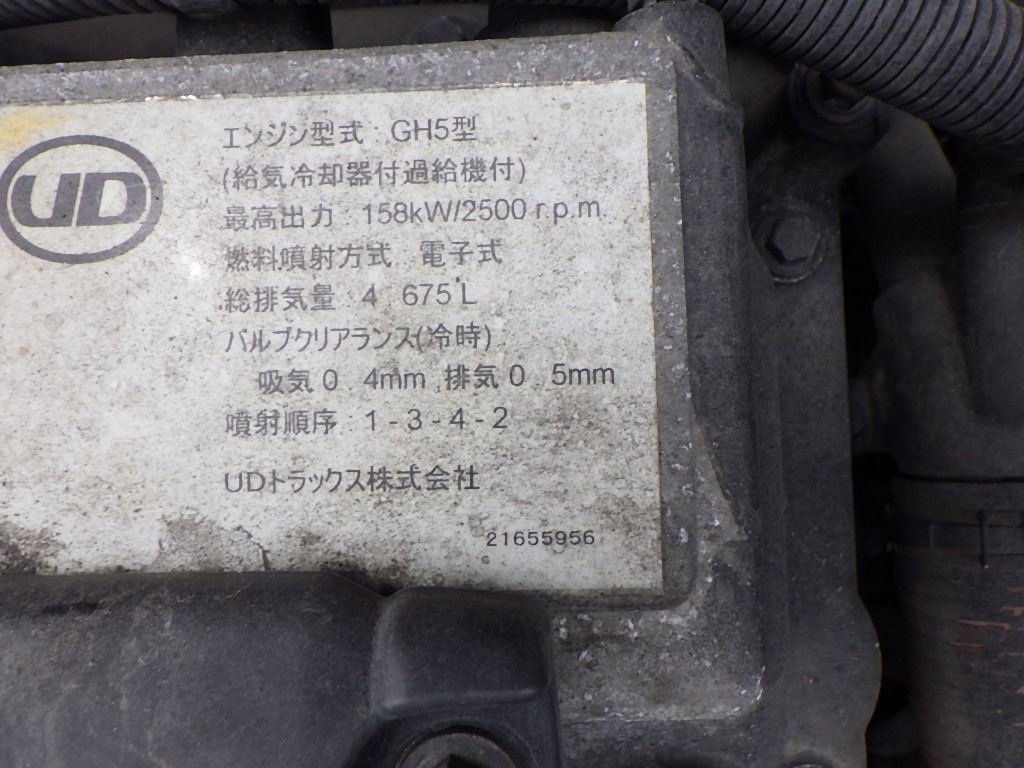 UD
エンジン型式 : GH5型
(給気冷却器付過給機付)
最高出力 158kW/2500 r.p.m.
燃料噴射方式 電子式
総排気量 4.675 L
バルブクリアランス(冷時)
吸気 0.4mm 排気 0.5mm
噴射順序 1 - 3 - 4 - 2
UDトラックス株式会社
21655956